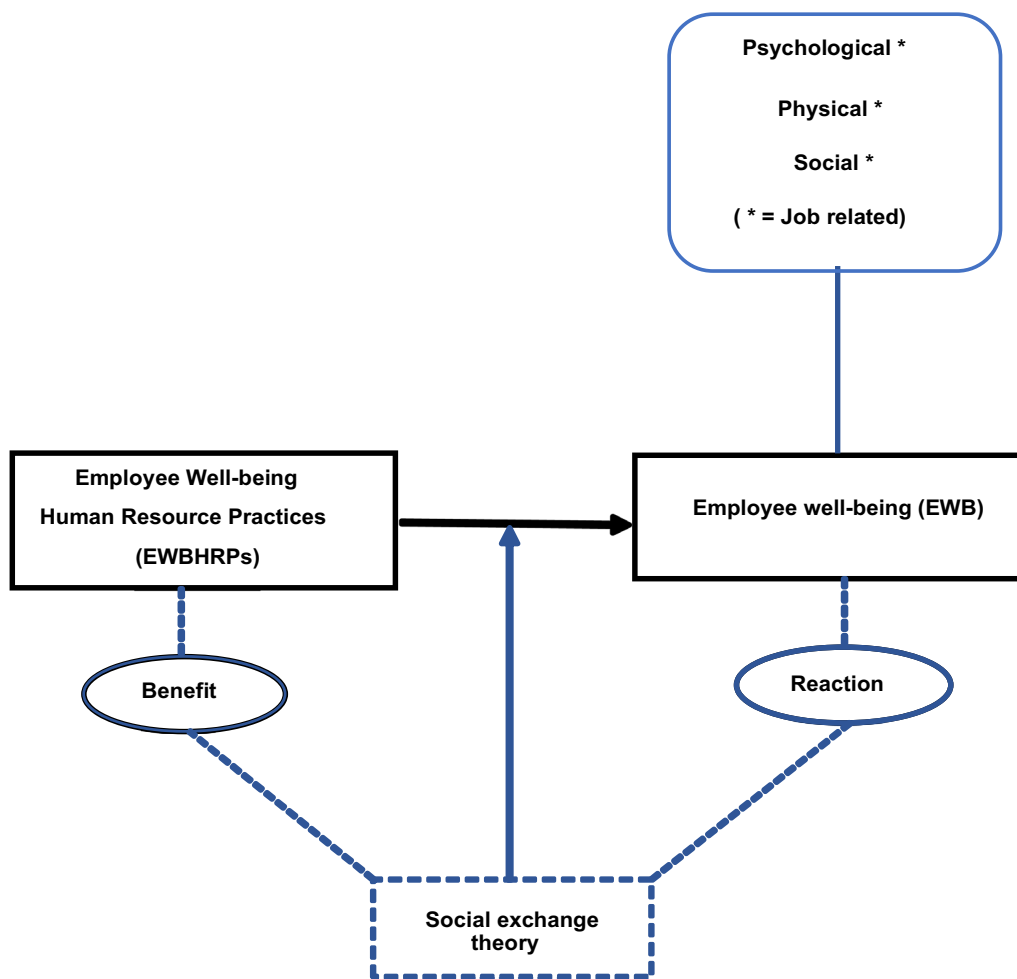 Psychological *
Physical *
Social *
( * = Job related)
Employee Well-being
Human Resource Practices
(EWBHRPs)
Employee well-being (EWB)
Benefit
Reaction
Social exchange
theory